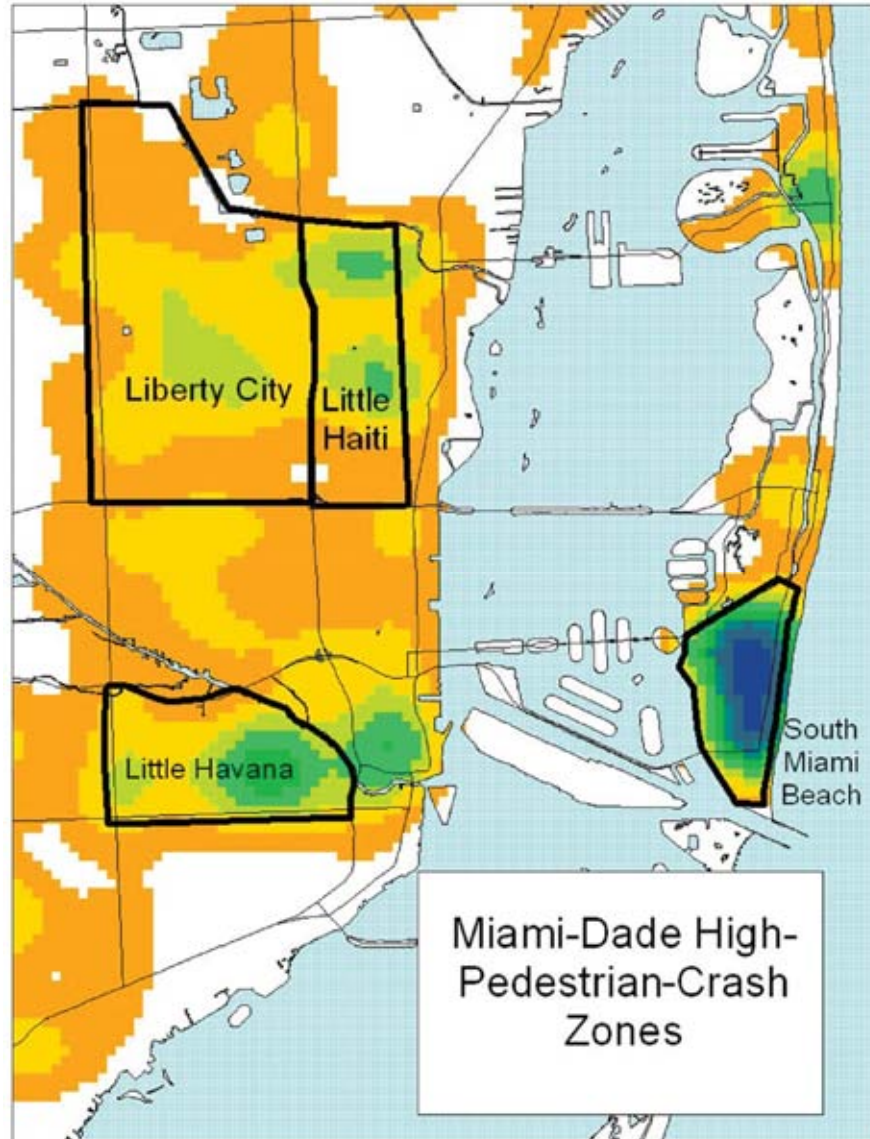 Liberty City
Little
Haiti
Little Havana
South
Miami
Beach
Miami-Dade High-
Pedestrian-Crash
Zones